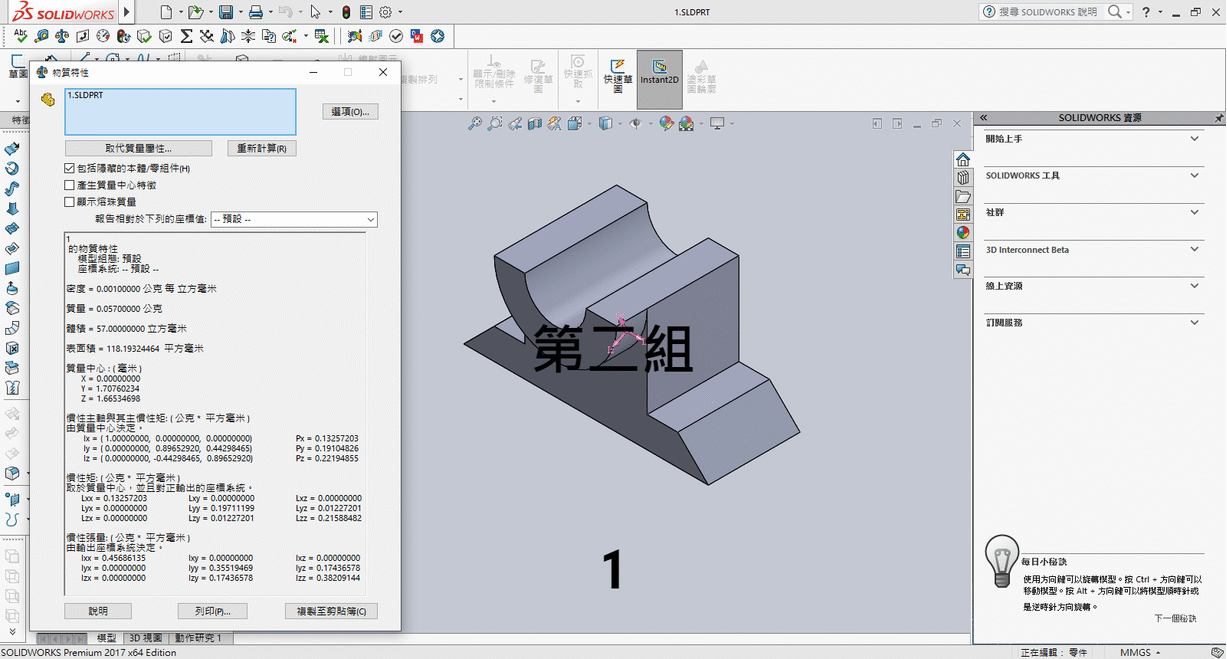 SOLIDWORKS
1.SLDPRT
搜尋 SOLIDWORKS 說明
草圖
顯示/刪除限制條件
修復草圖
快速抓取
快速草圖
Instant2D
塗彩草圖輪廓
特徵
物質特性
1.SLDPRT
選項(O)...
取代質量屬性...
重新計算(R)
包括隱藏的本體/零組件(H)
產生質量中心特徵
顯示熔珠質量
報告相對於下列的座標值:
-- 預設 --
1
的物質特性
模型組態: 預設
座標系統: -- 預設 --
密度 = 0.00100000 公克 每 立方毫米
質量 = 0.05700000 公克
體積 = 57.00000000 立方毫米
表面積 = 118.19324464 平方毫米
質量中心 : ( 毫米 )
X = 0.00000000
Y = 1.70760234
Z = 1.66534698
慣性主軸與其主慣性矩: ( 公克 * 平方毫米 )
由質量中心決定。
Ix = ( 1.00000000, 0.00000000, 0.00000000) Px = 0.13257203
Iy = ( 0.00000000, 0.89652920, 0.44298465) Py = 0.19104826
Iz = ( 0.00000000, -0.44298465, 0.89652920) Pz = 0.22194855
慣性矩: ( 公克 * 平方毫米 )
取於質量中心，並且對正輸出的座標系統。
Lxx = 0.13257203 Lxy = 0.00000000 Lxz = 0.00000000
Lyx = 0.00000000 Lyy = 0.19711199 Lyz = 0.01227201
Lzx = 0.00000000 Lzy = 0.01227201 Lzz = 0.21588482
慣性張量: ( 公克 * 平方毫米 )
由輸出座標系統決定。
Ixx = 0.45686135 Ixy = 0.00000000 Ixz = 0.00000000
Iyx = 0.00000000 Iyy = 0.35519469 Iyz = 0.17436578
Izx = 0.00000000 Izy = 0.17436578 Izz = 0.38209144
說明
列印(P)...
複製至剪貼簿(C)
第二組
1
SOLIDWORKS 資源
開始上手
SOLIDWORKS 工具
社群
3D Interconnect Beta
線上資源
訂閱服務
每日小秘訣
使用方向鍵可以旋轉模型。按 Ctrl + 方向鍵可以
移動模型。按 Alt + 方向鍵可以將模型順時針或
是逆時針方向旋轉。
下一個秘訣
模型
3D 視圖
動作研究 1
SOLIDWORKS Premium 2017 x64 Edition
正在編輯： 零件
MMGS